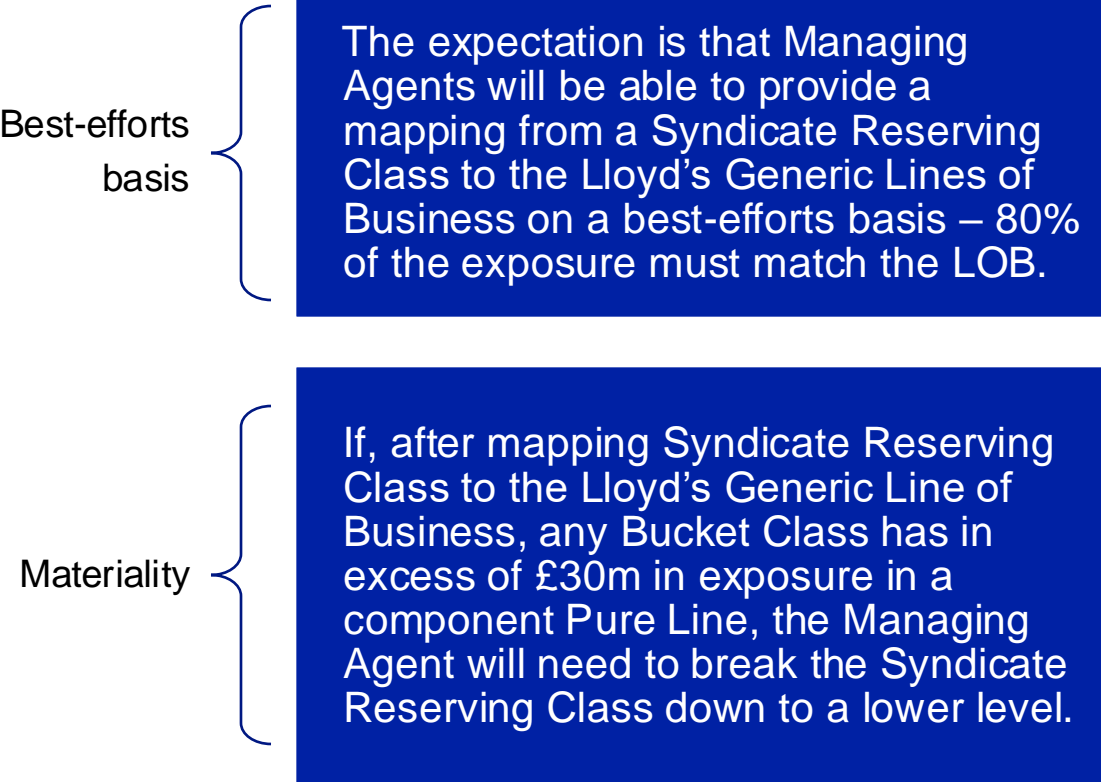 Best-efforts
basis
The expectation is that Managing
Agents will be able to provide a
mapping from a Syndicate Reserving
Class to the Lloyd’s Generic Lines of
Business on a best-efforts basis – 80%
of the exposure must match the LOB.
Materiality
If, after mapping Syndicate Reserving
Class to the Lloyd’s Generic Line of
Business, any Bucket Class has in
excess of £30m in exposure in a
component Pure Line, the Managing
Agent will need to break the Syndicate
Reserving Class down to a lower level.